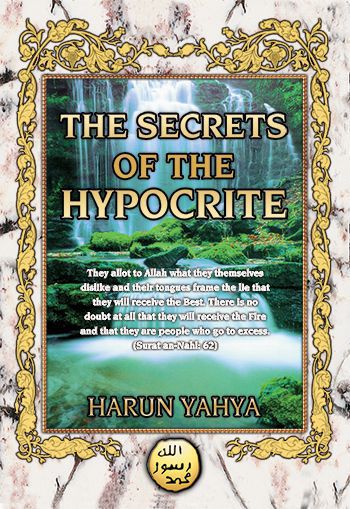 THE SECRETS
OF THE
HYPOCRITE
They allot to Allah what they themselves
dislike and their tongues frame the lie that
they will receive the Best. There is no
doubt at all that they will receive the Fire
and that they are people who go to excess.
(Surat an-Nahl: 62)
HARUN YAHYA
الله
رسول
محمد